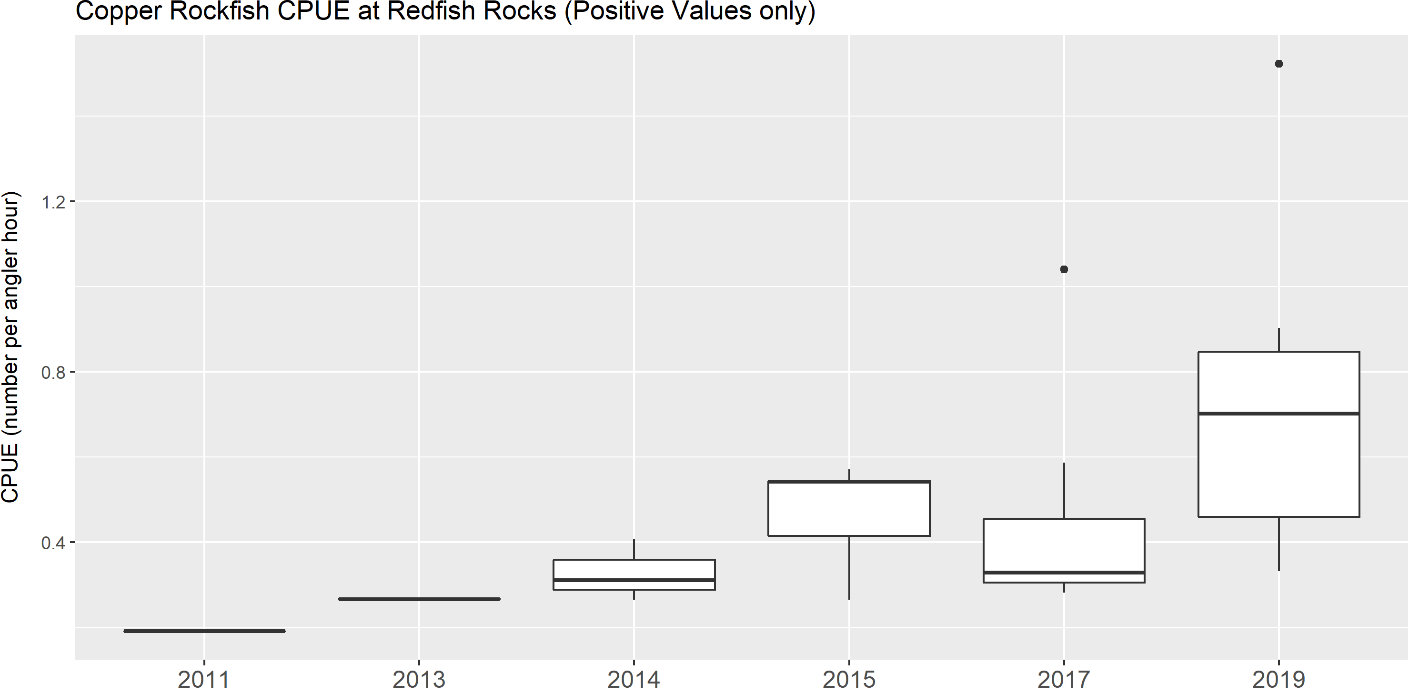 Copper Rockfish CPUE at Redfish Rocks (Positive Values only)
CPUE (number per angler hour)
1.2
0.8
0.4
2011 2013 2014 2015 2017 2019